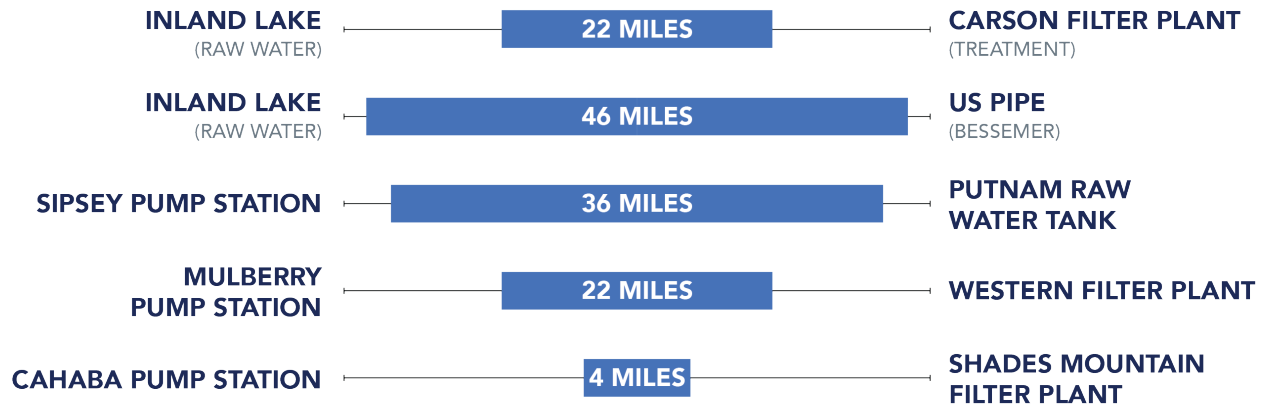 INLAND LAKE
(RAW WATER)
22 MILES
CARSON FILTER PLANT
(TREATMENT)
INLAND LAKE
(RAW WATER)
46 MILES
US PIPE
(BESSEMER)
SIPSEY PUMP STATION
36 MILES
PUTNAM RAW
WATER TANK
MULBERRY
PUMP STATION
22 MILES
WESTERN FILTER PLANT
CAHABA PUMP STATION
4 MILES
SHADES MOUNTAIN
FILTER PLANT